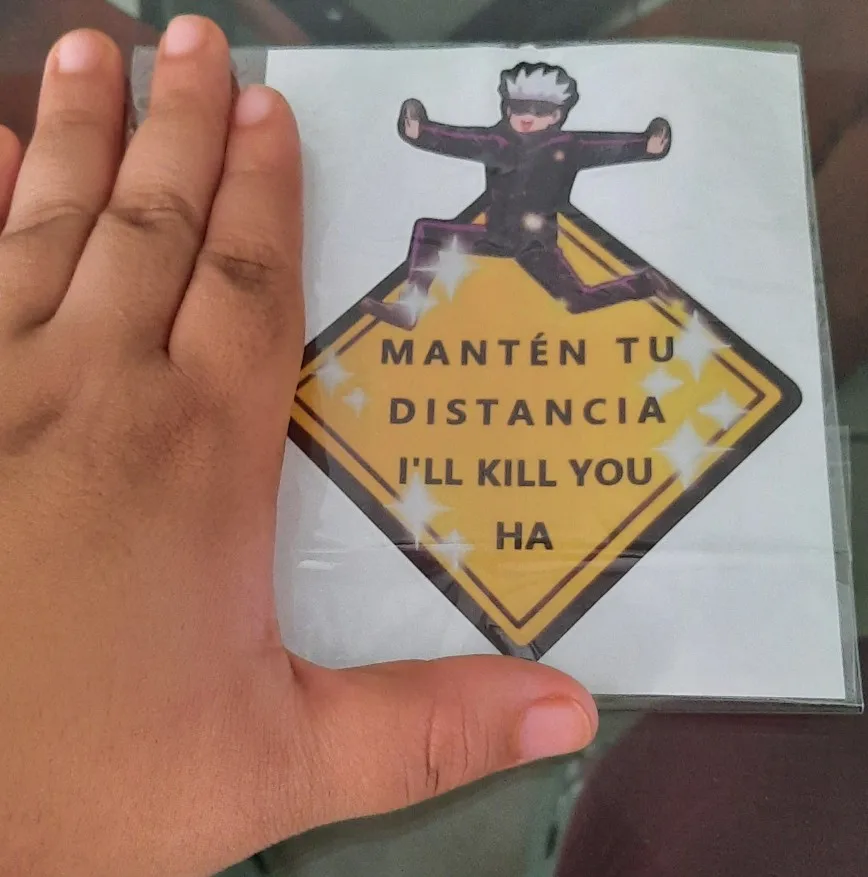 MANTÉN TU
DISTANCIA
I'LL KILL YOU
HA